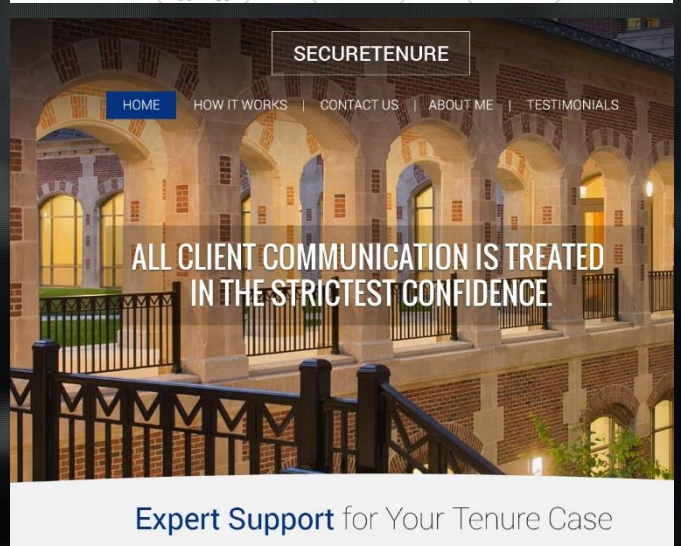 SECURETENURE
HOME HOW IT WORKS | CONTACT US | ABOUT ME | TESTIMONIALS
ALL CLIENT COMMUNICATION IS TREATED
IN THE STRICTEST CONFIDENCE.
Expert Support for Your Tenure Case